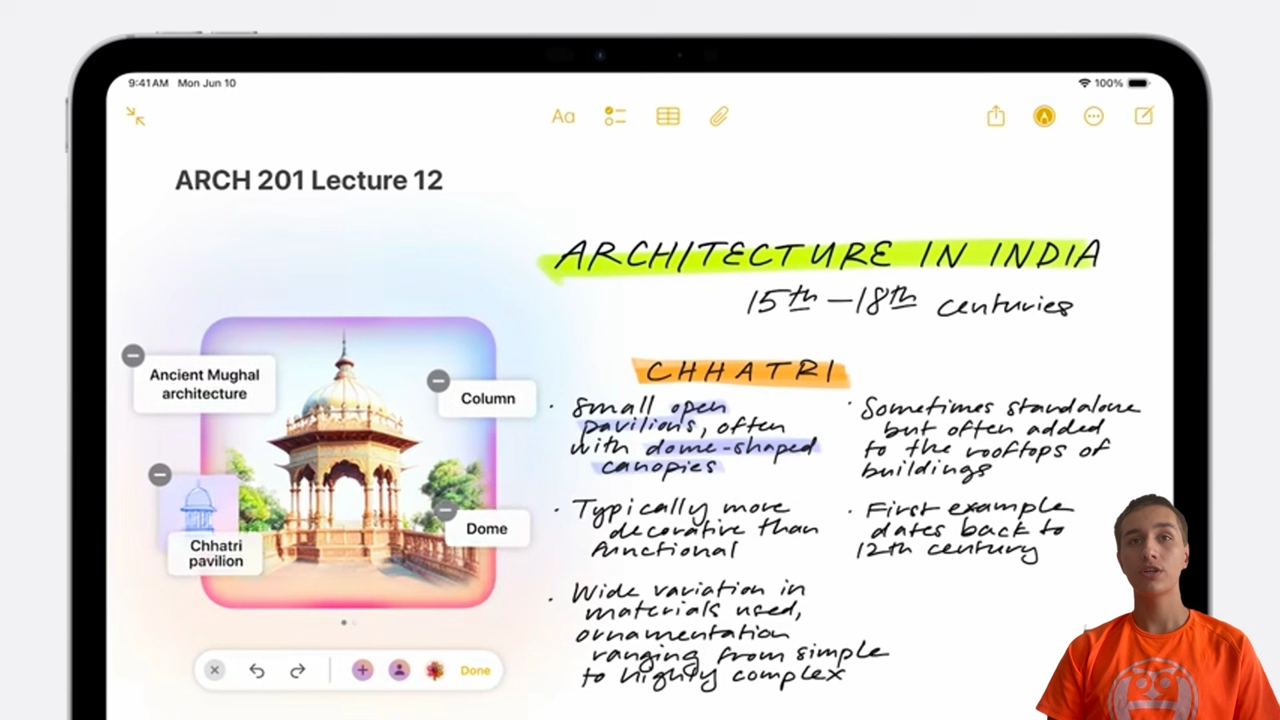 9:41 AM Mon Jun 10
100%
Aa
ARCH 201 Lecture 12
ARCHITECTURE IN INDIA
15th – 18th centuries
Ancient Mughal
architecture
Column
Chhatri
pavilion
Dome
Done
CHHATRI
· Small open
pavilions, often
with dome-shaped
canopies
· Typically more
decorative than
functional
· Wide variation in
materials used,
ornamentation
ranging from simple
to highly complex
· Sometimes standalone
but often added
to the rooftops of
buildings
· First example
dates back to
12th century